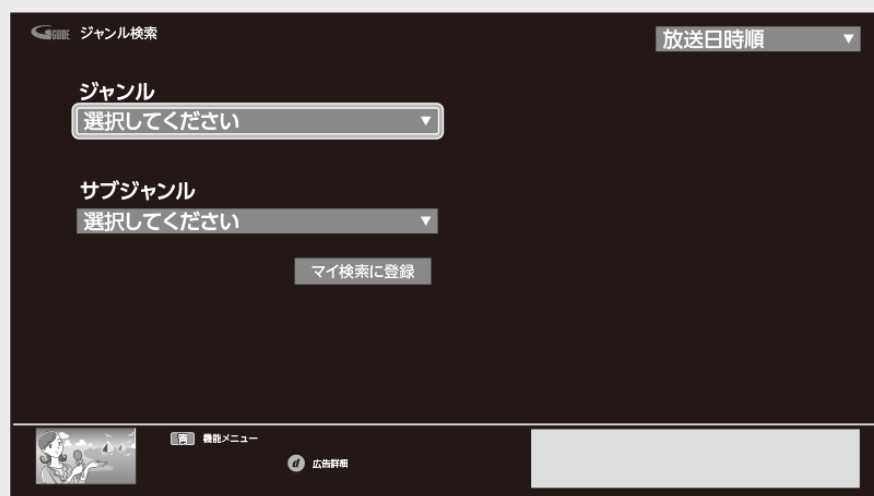 GGUIDE ジャンル検索
放送日時順 ▼
ジャンル
選択してください ▼
サブジャンル
選択してください ▼
マイ検索に登録
青 機能メニュー
d 広告詳細